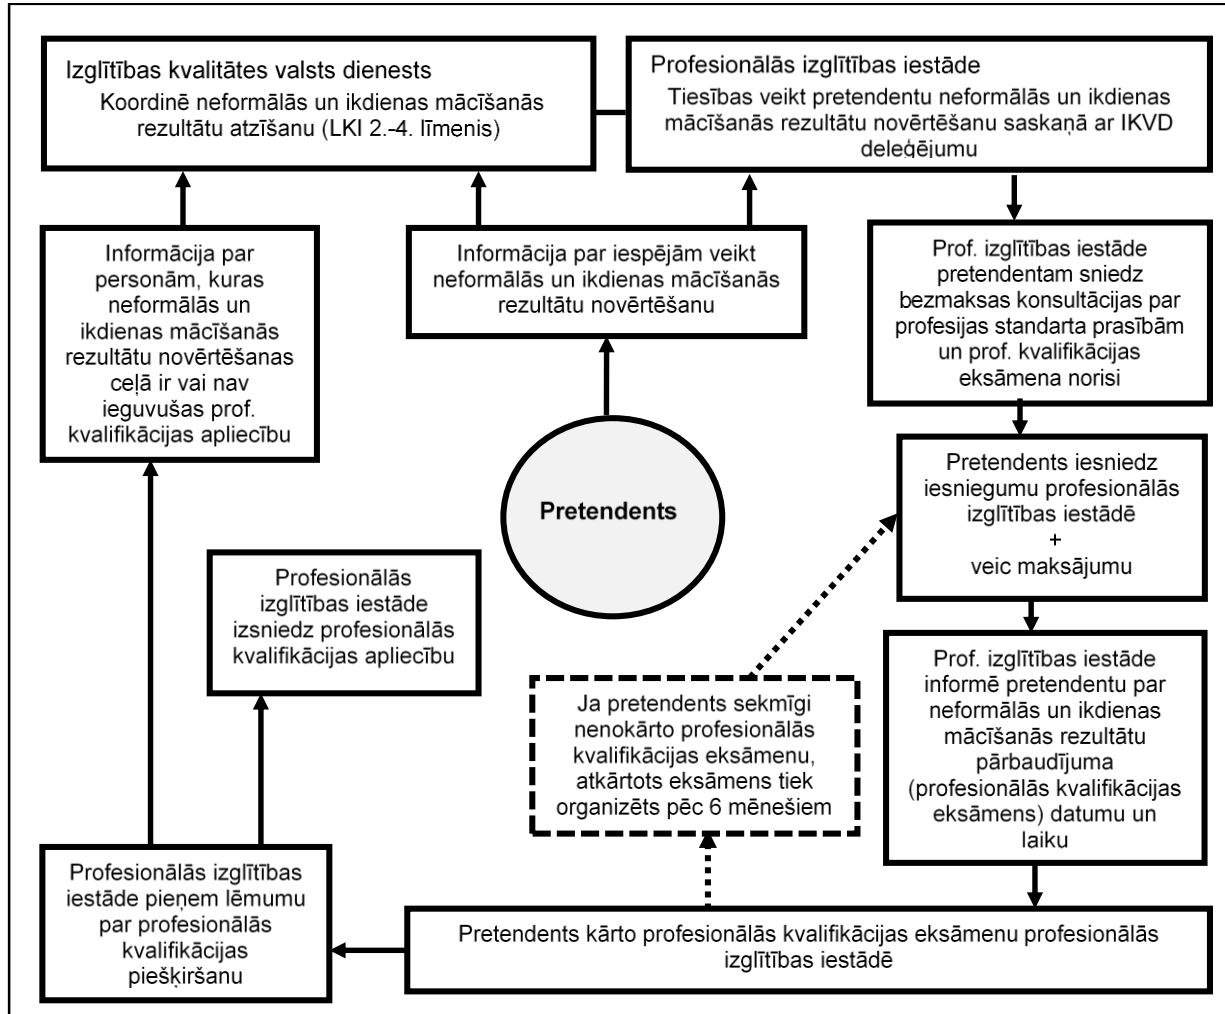 Izglītības kvalitātes valsts dienests
Koordinē neformālās un ikdienas mācīšanās
rezultātu atzīšanu (LKI 2.-4. līmenis)
Profesionālās izglītības iestāde
Tiesības veikt pretendentu neformālās un ikdienas
mācīšanās rezultātu novērtēšanu saskaņā ar IKVD
deleģējumu
Informācija par
personām, kuras
neformālās un
ikdienas mācīšanās
rezultātu novērtēšanas
ceļā ir vai nav
ieguvušas prof.
kvalifikācijas apliecību
Informācija par iespējām veikt
neformālās un ikdienas mācīšanās
rezultātu novērtēšanu
Prof. izglītības iestāde
pretendentam sniedz
bezmaksas konsultācijas par
profesijas standarta prasībām
un prof. kvalifikācijas
eksāmena norisi
Pretendents
Pretendents iesniedz
iesniegumu profesionālās
izglītības iestādē
+
veic maksājumu
Profesionālās
izglītības iestāde
izsniedz profesionālās
kvalifikācijas apliecību
Prof. izglītības iestāde
informē pretendentu par
neformālās un ikdienas
mācīšanās rezultātu
pārbaudījuma
(profesionālās kvalifikācijas
eksāmens) datumu un
laiku
Ja pretendents sekmīgi
nenokārto profesionālās
kvalifikācijas eksāmenu,
atkārtots eksāmens tiek
organizēts pēc 6 mēnešiem
Profesionālās izglītības
iestāde pieņem lēmumu
par profesionālās
kvalifikācijas
piešķiršanu
Pretendents kārto profesionālās kvalifikācijas eksāmenu profesionālās
izglītības iestādē